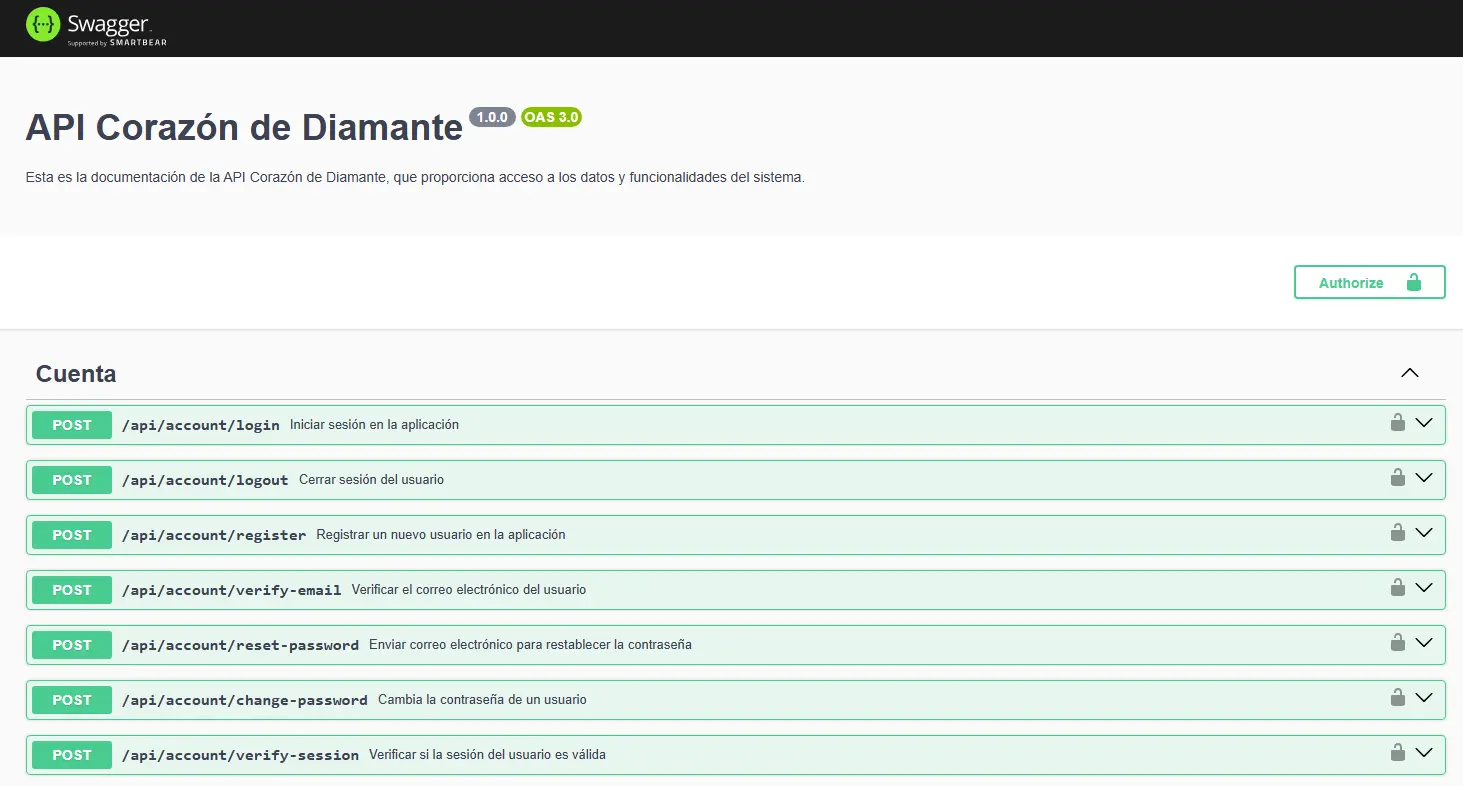 Swagger.
Supported by SMARTBEAR
API Corazón de Diamante 1.0.0 OAS 3.0
Esta es la documentación de la API Corazón de Diamante, que proporciona acceso a los datos y funcionalidades del sistema.
Authorize
Cuenta
POST /api/account/login Iniciar sesión en la aplicación
POST /api/account/logout Cerrar sesión del usuario
POST /api/account/register Registrar un nuevo usuario en la aplicación
POST /api/account/verify-email Verificar el correo electrónico del usuario
POST /api/account/reset-password Enviar correo electrónico para restablecer la contraseña
POST /api/account/change-password Cambia la contraseña de un usuario
POST /api/account/verify-session Verificar si la sesión del usuario es válida